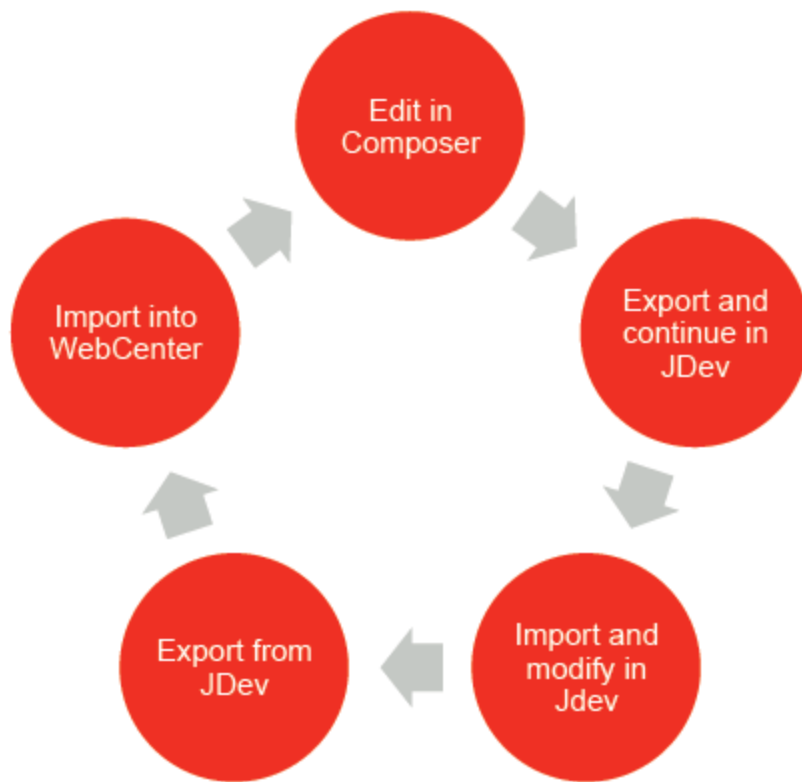 Edit in
Composer
Export and
continue in
JDev
Import and
modify in
Jdev
Export from
JDev
Import into
WebCenter